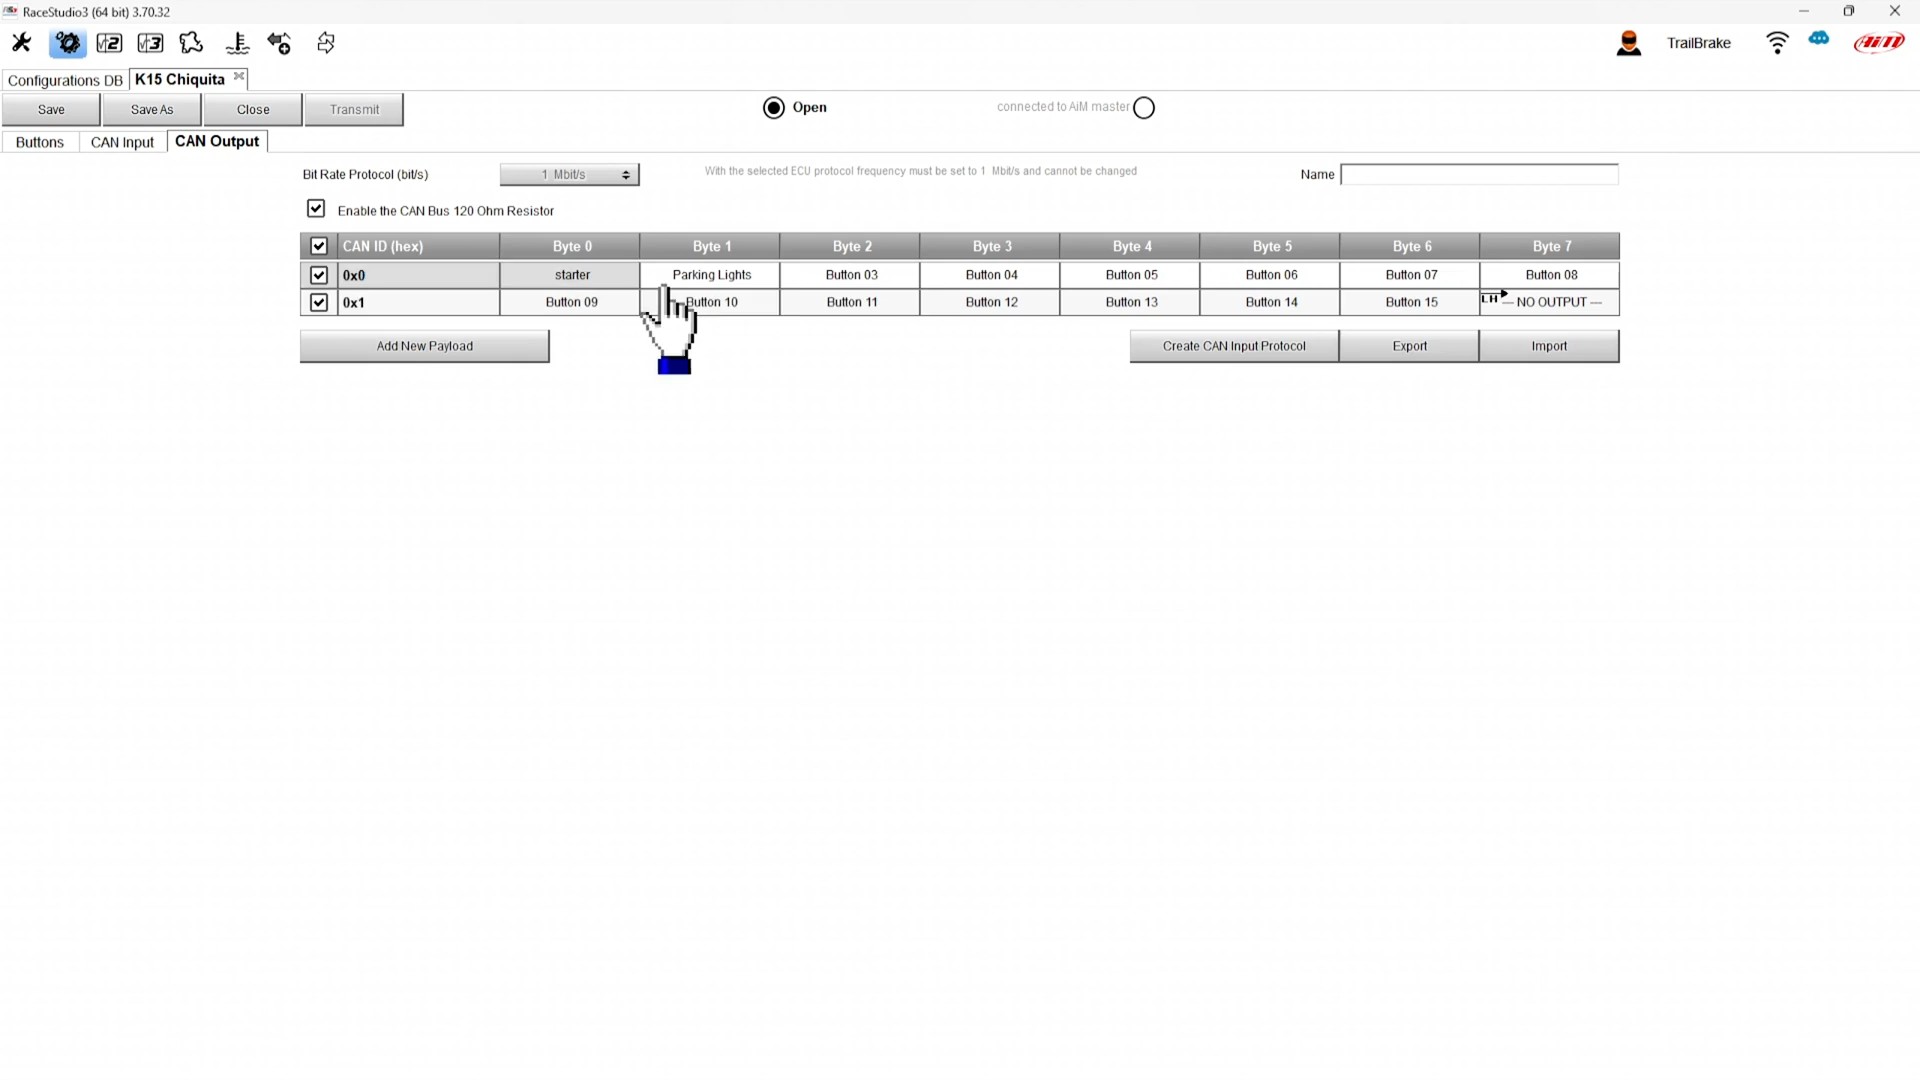 RaceStudio3 (64 bit) 3.70.32
TrailBrake
AiM
Configurations DB K15 Chiquita
Save Save As Close Transmit Open connected to AiM master
Buttons CAN Input CAN Output
Bit Rate Protocol (bit/s) 1 Mbit/s With the selected ECU protocol frequency must be set to 1 Mbit/s and cannot be changed Name
Enable the CAN Bus 120 Ohm Resistor
CAN ID (hex) Byte 0 Byte 1 Byte 2 Byte 3 Byte 4 Byte 5 Byte 6 Byte 7
0x0 starter Parking Lights Button 03 Button 04 Button 05 Button 06 Button 07 Button 08
0x1 Button 09 Button 10 Button 11 Button 12 Button 13 Button 14 Button 15 LH — NO OUTPUT —
Add New Payload Create CAN Input Protocol Export Import